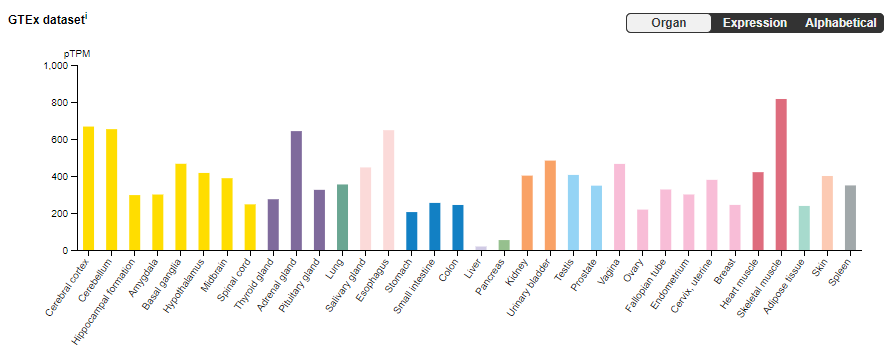 GTEx dataseti
Organ Expression Alphabetical
pTPM
1,000
800
600
400
200
0
Cerebral cortex
Cerebellum
Hippocampal formation
Amygdala
Basal ganglia
Hypothalamus
Midbrain
Spinal cord
Thyroid gland
Adrenal gland
Pituitary gland
Lung
Salivary gland
Esophagus
Stomach
Small intestine
Colon
Liver
Pancreas
Kidney
Urinary bladder
Testis
Prostate
Vagina
Ovary
Fallopian tube
Endometrium
Cervix, uterine
Breast
Heart muscle
Skeletal muscle
Adipose tissue
Skin
Spleen